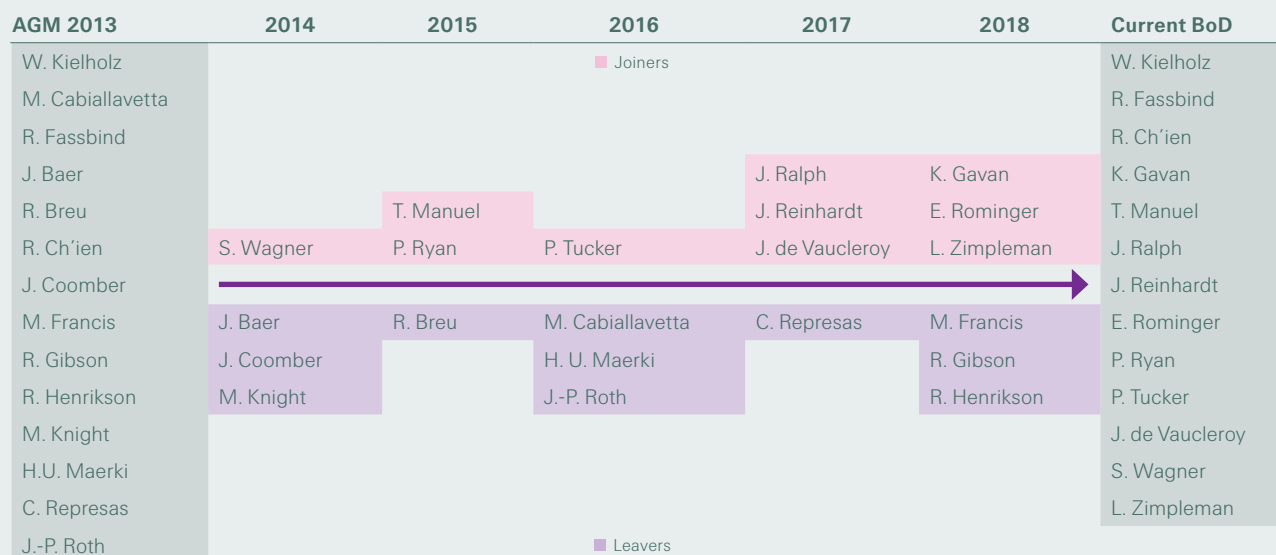 AGM 2013 2014 2015 2016 2017 2018 Current BoD
W. Kielholz Joiners W. Kielholz
M. Cabiallavetta R. Fassbind
R. Fassbind R. Ch´ien
J. Baer J. Ralph K. Gavan K. Gavan
R. Breu T. Manuel J. Reinhardt E. Rominger T. Manuel
R. Ch´ien S. Wagner P. Ryan P. Tucker J. de Vaucleroy L. Zimpleman J. Ralph
J. Coomber J. Reinhardt
M. Francis J. Baer R. Breu M. Cabiallavetta C. Represas M. Francis E. Rominger
R. Gibson J. Coomber H. U. Maerki R. Gibson P. Ryan
R. Henrikson M. Knight J.-P. Roth R. Henrikson P. Tucker
M. Knight J. de Vaucleroy
H.U. Maerki S. Wagner
C. Represas L. Zimpleman
J.-P. Roth Leavers